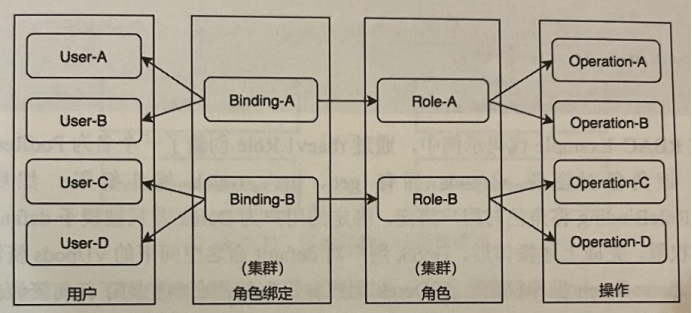 User-A
User-B
User-C
User-D
Binding-A
Binding-B
Role-A
Role-B
Operation-A
Operation-B
Operation-C
Operation-D
用户
（集群）
角色绑定
（集群）
角色
操作